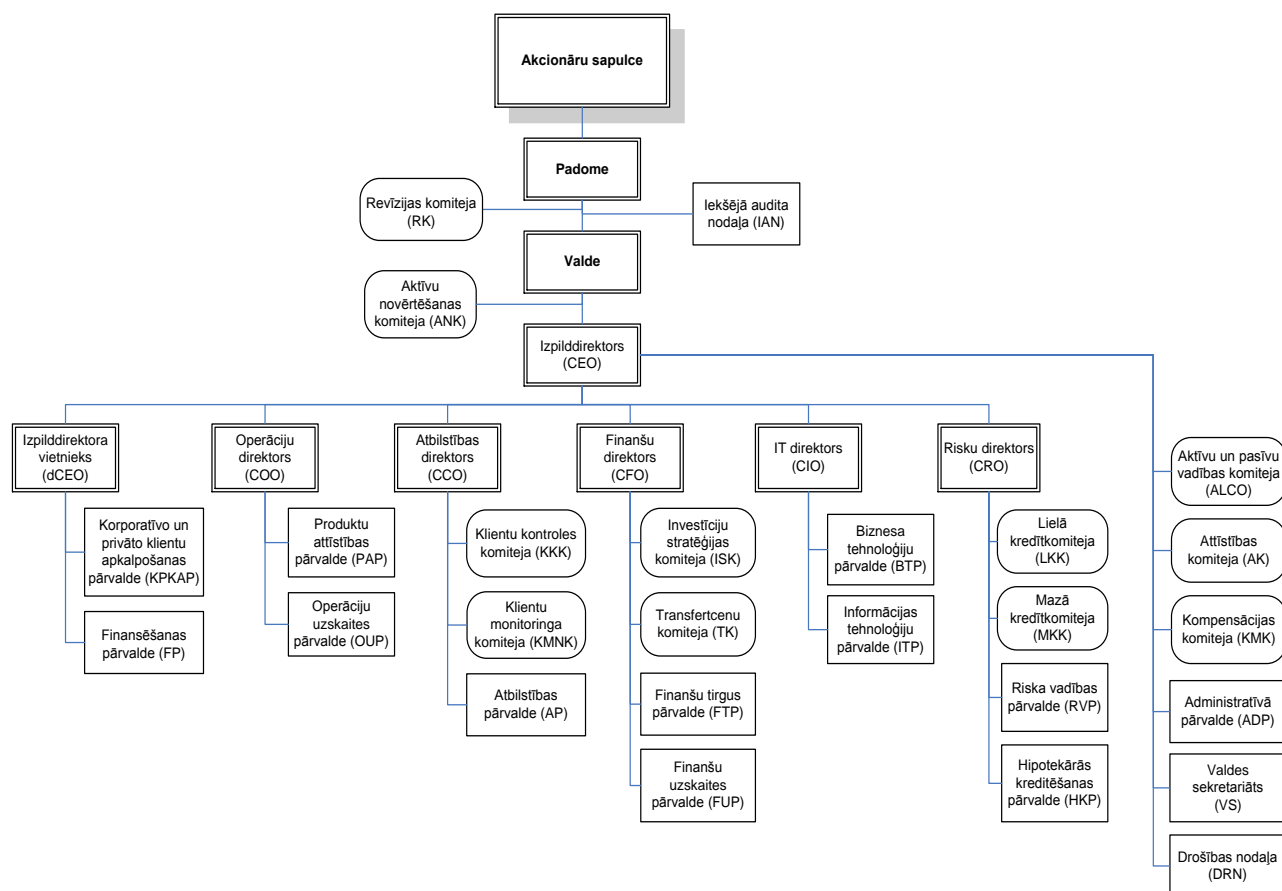 Akcionāru sapulce
Padome
Revīzijas komiteja
(RK)
Iekšējā audita
nodaļa (IAN)
Valde
Aktīvu
novērtēšanas
komiteja (ANK)
Izpilddirektors
(CEO)
Izpilddirektora
vietnieks
(dCEO)
Operāciju
direktors
(COO)
Atbilstības
direktors
(CCO)
Finanšu
direktors
(CFO)
IT direktors
(CIO)
Risku direktors
(CRO)
Korporatīvo un
privāto klientu
apkalpošanas
pārvalde (KPKAP)
Finansēšanas
pārvalde (FP)
Produktu
attīstības
pārvalde (PAP)
Operāciju
uzskaites
pārvalde (OUP)
Klientu kontroles
komiteja (KKK)
Klientu
monitoringa
komiteja (KMNK)
Atbilstības
pārvalde (AP)
Investīciju
stratēģijas
komiteja (ISK)
Transfertcenu
komiteja (TK)
Finanšu tirgus
pārvalde (FTP)
Finanšu
uzskaites
pārvalde (FUP)
Biznesa
tehnoloģiju
pārvalde (BTP)
Informācijas
tehnoloģiju
pārvalde (ITP)
Lielā
kredītkomiteja
(LKK)
Mazā
kredītkomiteja
(MKK)
Riska vadības
pārvalde (RVP)
Hipotekārās
kreditēšanas
pārvalde (HKP)
Aktīvu un pasīvu
vadības komiteja
(ALCO)
Attīstības
komiteja (AK)
Kompensācijas
komiteja (KMK)
Administratīvā
pārvalde (ADP)
Valdes
sekretariāts
(VS)
Drošības nodaļa
(DRN)